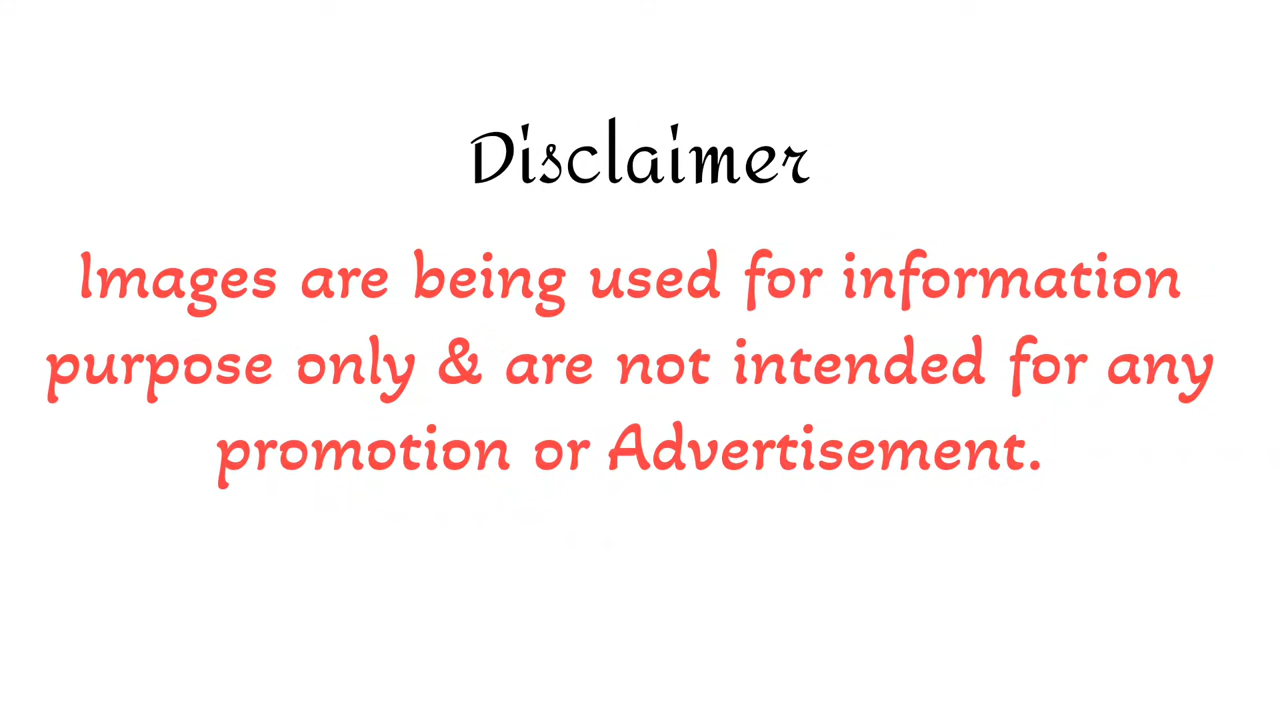 Disclaimer
Images are being used for information
purpose only & are not intended for any
promotion or Advertisement.